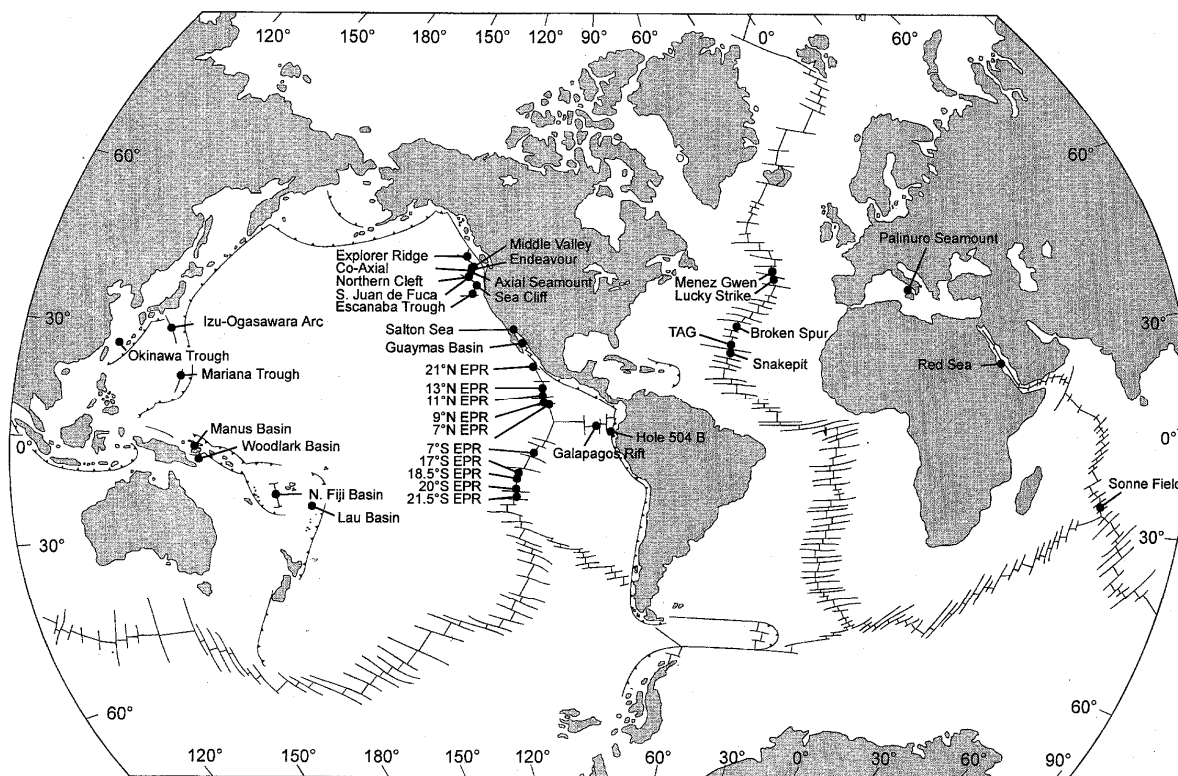 120°
150°
180°
150°
120°
90°
60°
0°
60°
60°
60°
Middle Valley
Explorer Ridge
Endeavour
Co-Axial
Northern Cleft
Axial Seamount
S. Juan de Fuca
Sea Cliff
Escanaba Trough
Palinuro Seamount
Menez Gwen
Lucky Strike
30°
Izu-Ogasawara Arc
Salton Sea
TAG
Broken Spur
30°
Okinawa Trough
Guaymas Basin
Snakepit
Red Sea
Mariana Trough
21°N EPR
13°N EPR
11°N EPR
9°N EPR
7°N EPR
Manus Basin
0°
Woodlark Basin
Hole 504 B
0°
7°S EPR
Galapagos Rift
17°S EPR
18.5°S EPR
20°S EPR
21.5°S EPR
N. Fiji Basin
Lau Basin
Sonne Field
30°
30°
60°
60°
120°
150°
180°
150°
120°
60°
30°
0°
30°
60°
90°